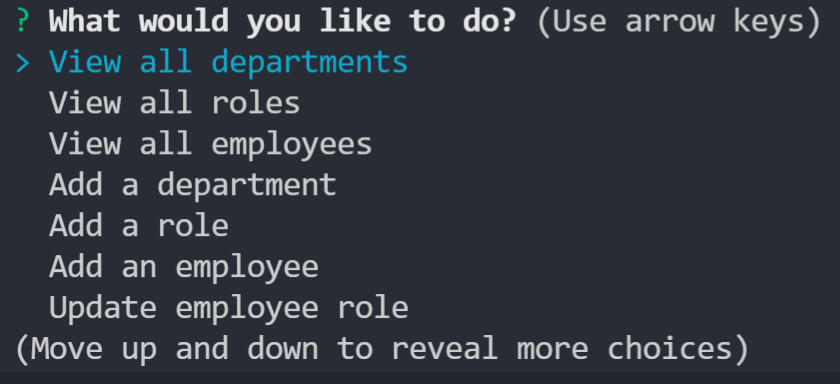 ? What would you like to do? (Use arrow keys)
> View all departments
View all roles
View all employees
Add a department
Add a role
Add an employee
Update employee role
(Move up and down to reveal more choices)